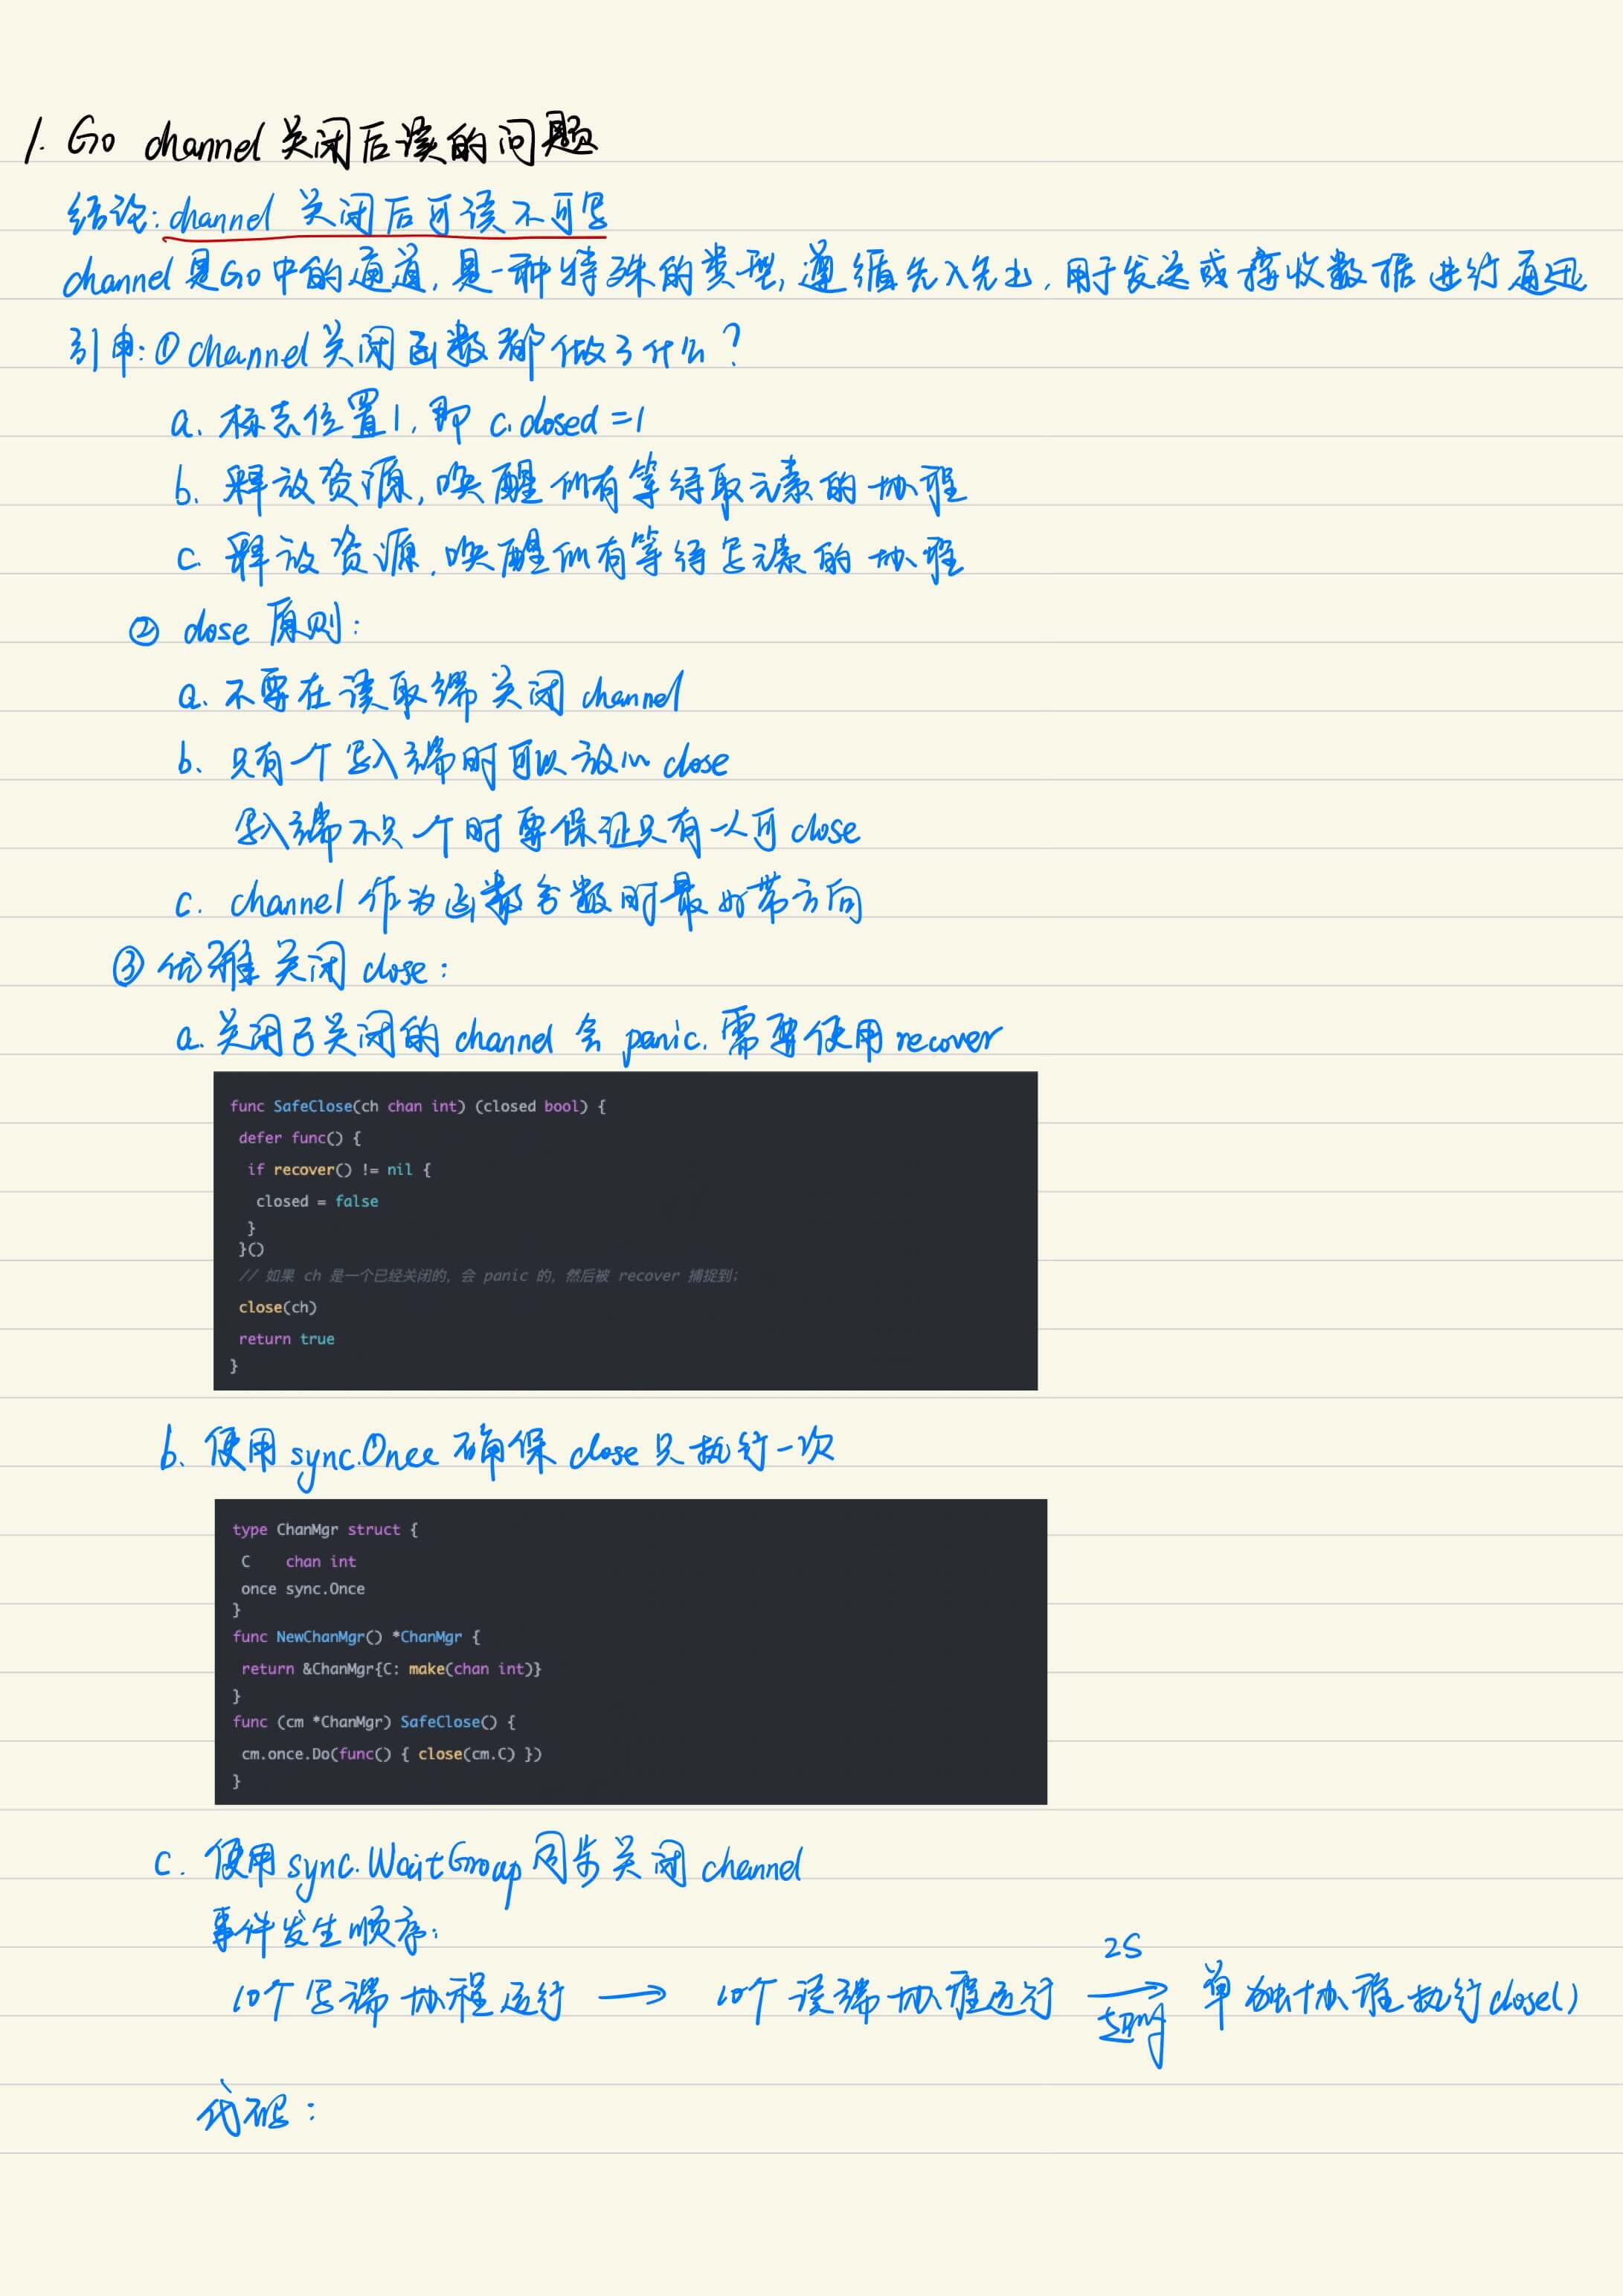 1. Go channel 关闭后读的问题
结论: channel 关闭后可读不可写
channel 是Go中的通道, 是一种特殊的类型, 遵循先入先出, 用于发送或接收数据进行通讯
引申: ① channel 关闭函数都做了什么?
a. 标志位置1, 即 c.closed = 1
b. 释放资源, 唤醒所有等待取元素的协程
c. 释放资源, 唤醒所有等待写元素的协程
② close 原则:
a. 不要在读取端关闭 channel
b. 只有一个写入端时可以放心 close
写入端不只一个时要保证只有一人可 close
c. channel 作为函数参数时最好带方向
③ 优雅关闭 close:
a. 关闭已关闭的 channel 会 panic. 需要使用 recover
func SafeClose(ch chan int) (closed bool) {
defer func() {
if recover() != nil {
closed = false
}
}()
// 如果 ch 是一个已经关闭的, 会 panic 的, 然后被 recover 捕捉到;
close(ch)
return true
}
b. 使用 sync.Once 确保 close 只执行一次
type ChanMgr struct {
C    chan int
once sync.Once
}
func NewChanMgr() *ChanMgr {
return &ChanMgr{C: make(chan int)}
}
func (cm *ChanMgr) SafeClose() {
cm.once.Do(func() { close(cm.C) })
}
c. 使用 sync.WaitGroup 同步关闭 channel
事件发生顺序:
2S
10个写端协程运行 → 10个读端协程运行 → 单独协程执行close()
超时
代码: